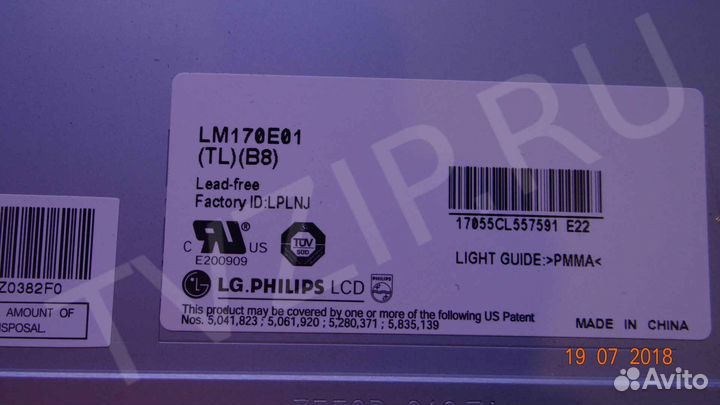 LM170E01
(TL)(B8)
Lead-free
Factory ID:LPLNJ
C RU US
E200909
TÜV
SÜD
17055CL557591 E22
LIGHT GUIDE:>PMMA<
LG.PHILIPS LCD
PHILIPS
This product may be covered by one or more of the following US Patent
Nos. 5,041,823 ; 5,061,920 ; 5,280,371 ; 5,835,139
MADE IN CHINA
Z0382F0
AMOUNT OF
SPOSAL.
TVZIP.RU
19 07 2018
Avito